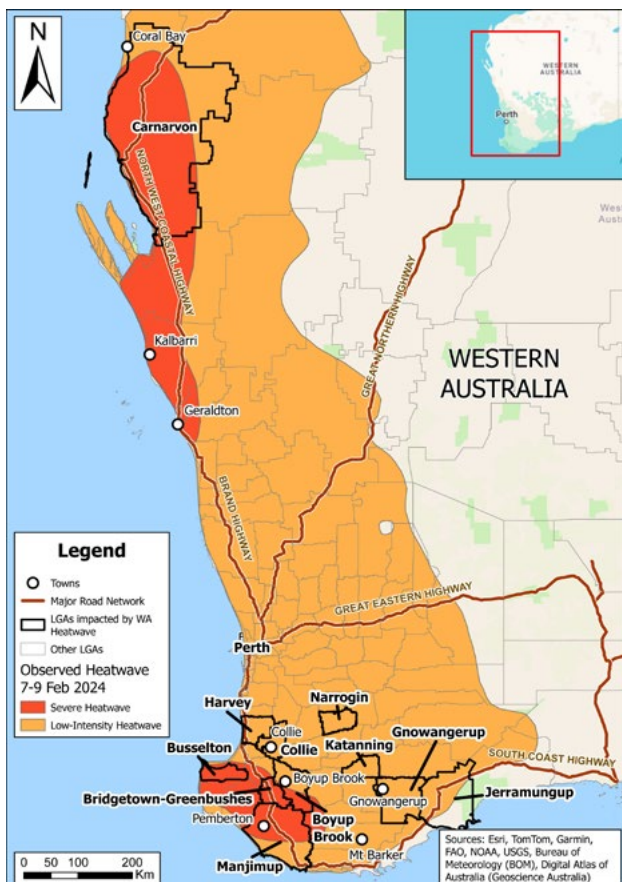 N
Coral Bay
Carnarvon
NORTH WEST COASTAL HIGHWAY
Kalbarri
Geraldton
BRAND HIGHWAY
GREAT NORTHERN HIGHWAY
WESTERN
AUSTRALIA
WESTERN
AUSTRALIA
Perth
Legend
Towns
Major Road Network
LGAs impacted by WA
Heatwave
Other LGAs
Observed Heatwave
7-9 Feb 2024
Severe Heatwave
Low-Intensity Heatwave
GREAT EASTERN HIGHWAY
Perth
Harvey
Narrogin
Collie
Collie
Katanning
Gnowangerup
SOUTH COAST HIGHWAY
Busselton
Boyup Brook
Gnowangerup
Bridgetown-Greenbushes
Boyup
Brook
Jerramungup
Pemberton
Mt Barker
Manjimup
0 50 100 200
Km
Sources: Esri, TomTom, Garmin,
FAO, NOAA, USGS, Bureau of
Meteorology (BOM), Digital Atlas of
Australia (Geoscience Australia)